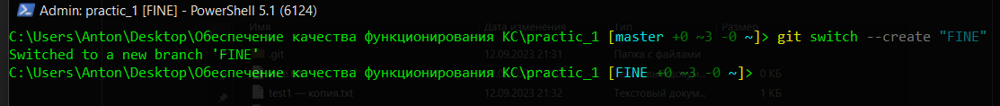 Admin: practic_1 [FINE] - PowerShell 5.1 (6124)
Имя Дата изменения Тип Размер
C:\Users\Anton\Desktop\Обеспечение качества функционирования КС\practic_1 [master +0 ~3 -0 ~]> git switch --create "FINE"
.git 12.09.2023 21:31 Папка с файлами
Switched to a new branch 'FINE'
C:\Users\Anton\Desktop\Обеспечение качества функционирования КС\practic_1 [FINE +0 ~3 -0 ~]>
0 КБ
test1 — копия.txt 12.09.2023 21:32 Текстовый докум... 1 КБ